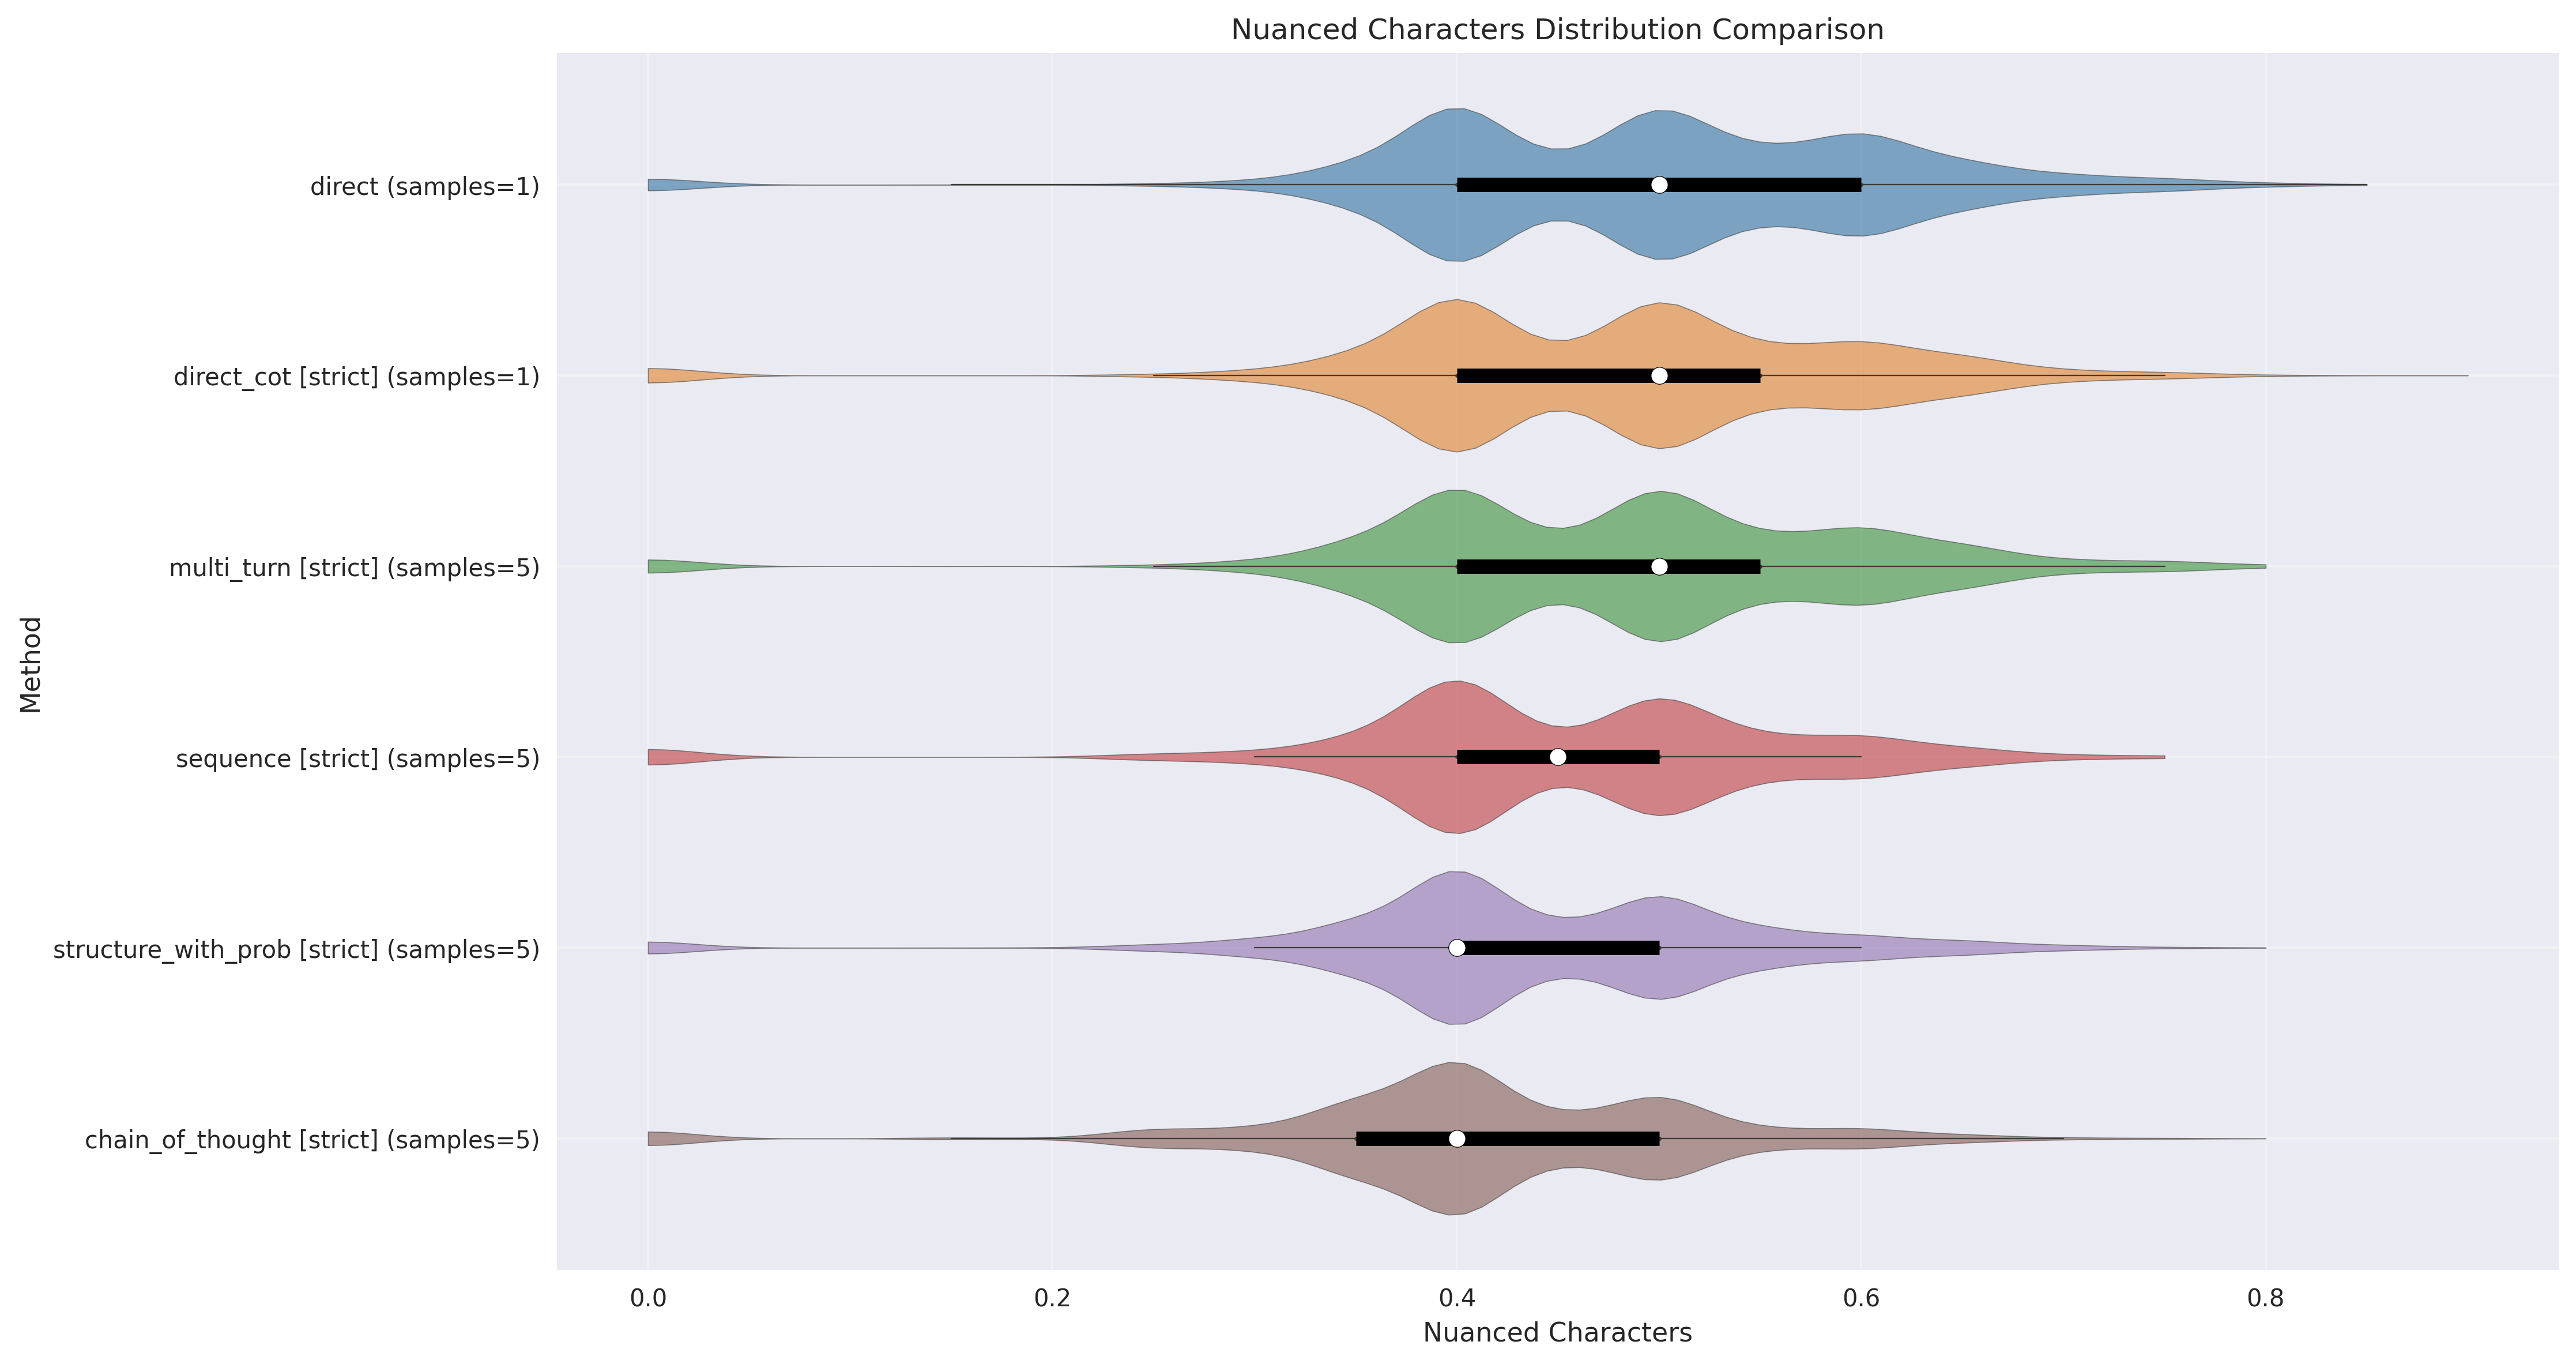 Nuanced Characters Distribution Comparison
direct (samples=1)
direct_cot [strict] (samples=1)
multi_turn [strict] (samples=5)
sequence [strict] (samples=5)
structure_with_prob [strict] (samples=5)
chain_of_thought [strict] (samples=5)
Method
0.0 0.2 0.4 0.6 0.8
Nuanced Characters